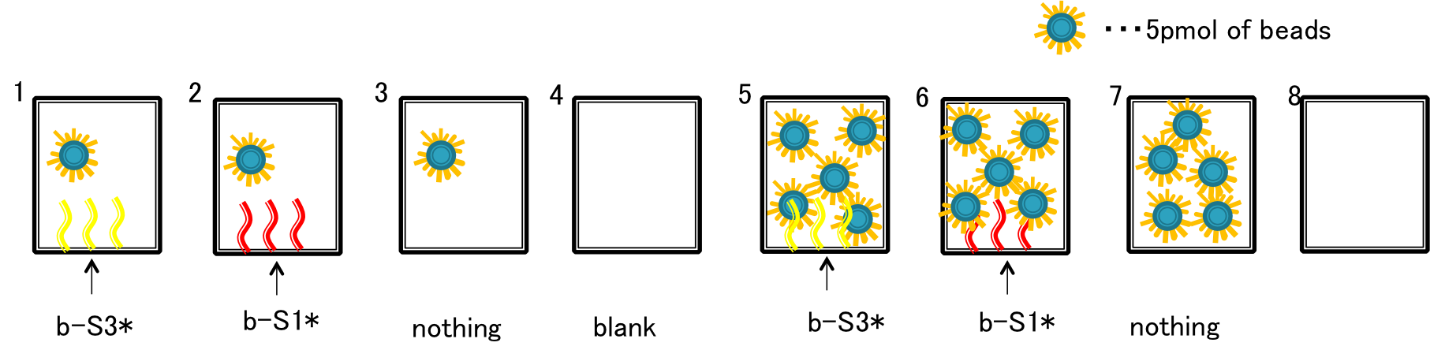 ･･･5pmol of beads
1 2 3 4 5 6 7 8
b-S3* b-S1* nothing blank b-S3* b-S1* nothing